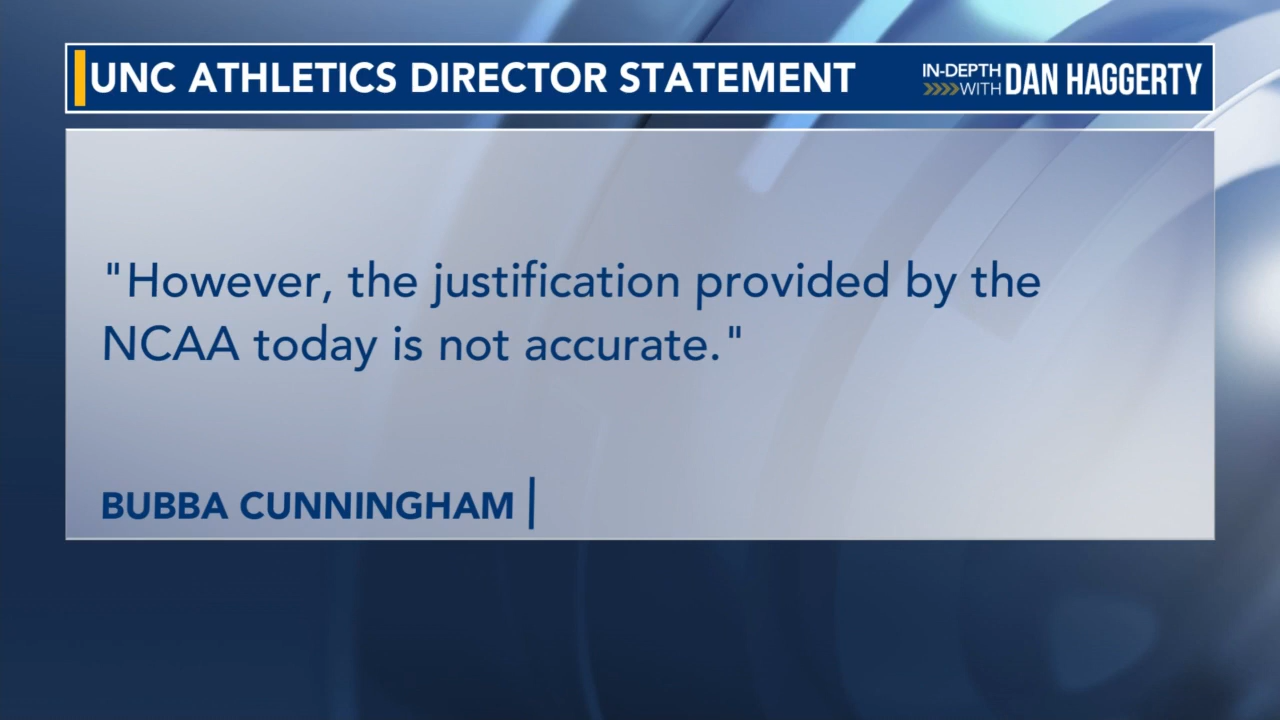 UNC ATHLETICS DIRECTOR STATEMENT
IN-DEPTH
WITH DAN HAGGERTY
"However, the justification provided by the
NCAA today is not accurate."
BUBBA CUNNINGHAM